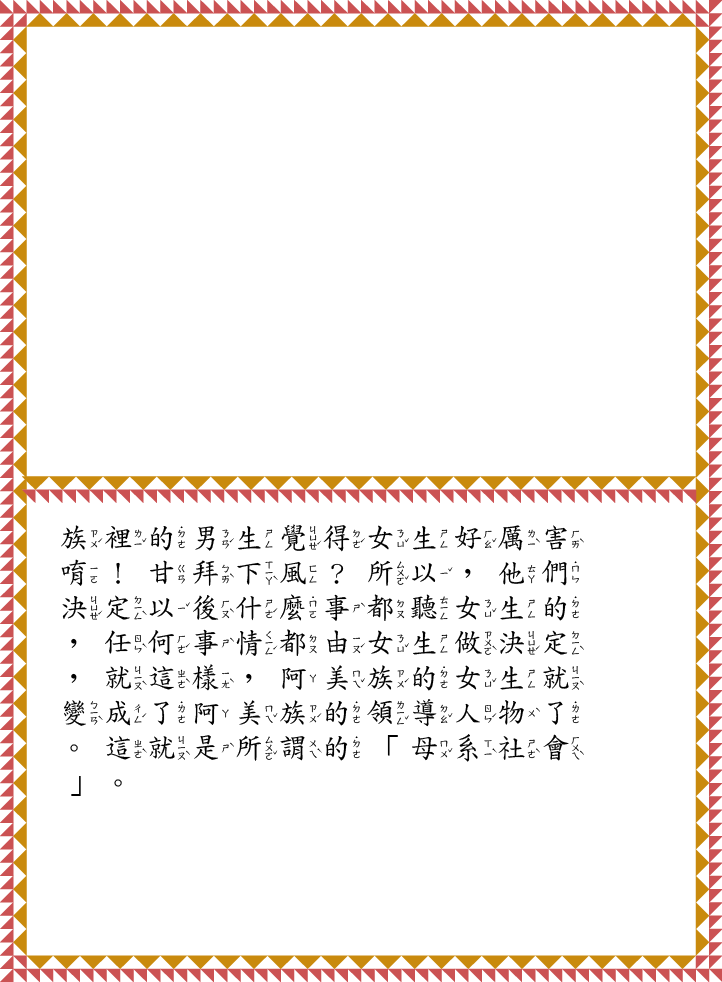 族裡的男生覺得女生好厲害
唷！甘拜下風？所以，他們
決定以後什麼事都聽女生的
，任何事情都由女生做決定
，就這樣，阿美族的女生就
變成了阿美族的領導人物了
。這就是所謂的「母系社會
」。